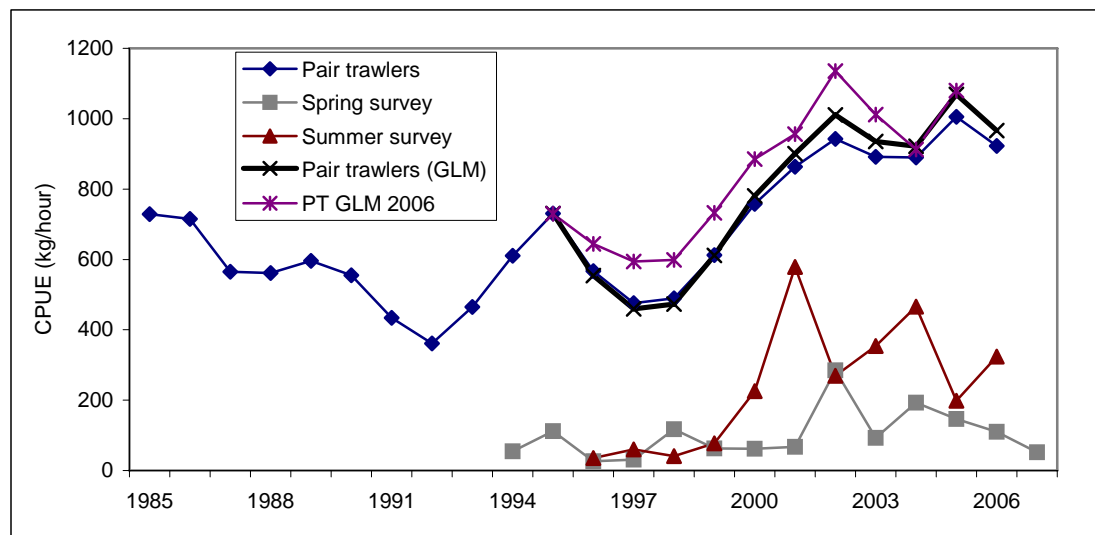 1200
1000
800
600
400
200
0
CPUE (kg/hour)
Pair trawlers
Spring survey
Summer survey
Pair trawlers (GLM)
PT GLM 2006
1985 1988 1991 1994 1997 2000 2003 2006